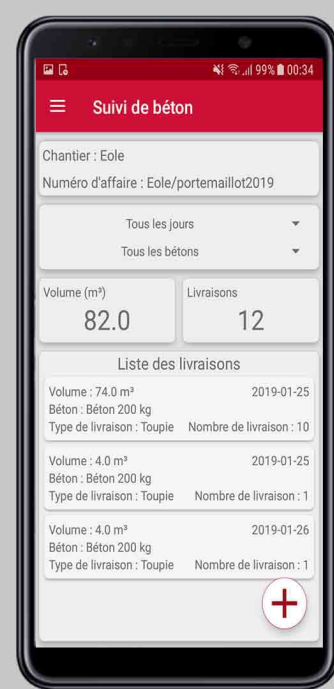 99% 00:34
Suivi de béton
Chantier : Eole
Numéro d'affaire : Eole/portemaillot2019
Tous les jours
Tous les bétons
Volume (m³) Livraisons
82.0 12
Liste des livraisons
Volume : 74.0 m³ 2019-01-25
Béton : Béton 200 kg
Type de livraison : Toupie Nombre de livraison : 10
Volume : 4.0 m³ 2019-01-25
Béton : Béton 200 kg
Type de livraison : Toupie Nombre de livraison : 1
Volume : 4.0 m³ 2019-01-26
Béton : Béton 200 kg
Type de livraison : Toupie Nombre de livraison : 1
+